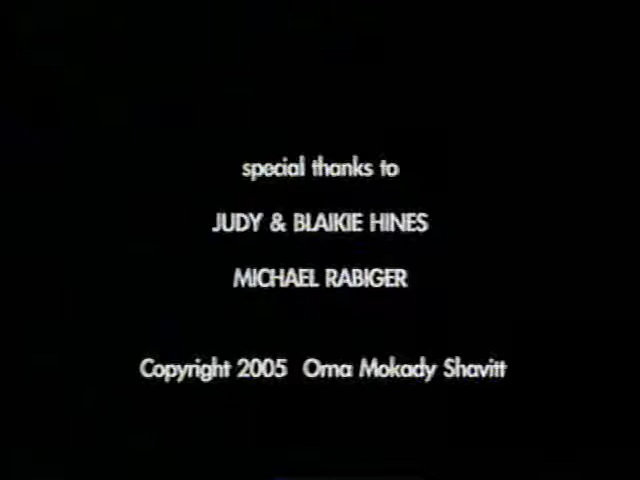 special thanks to
JUDY & BLAIKIE HINES
MICHAEL RABIGER
Copyright 2005 Orna Mokady Shavitt